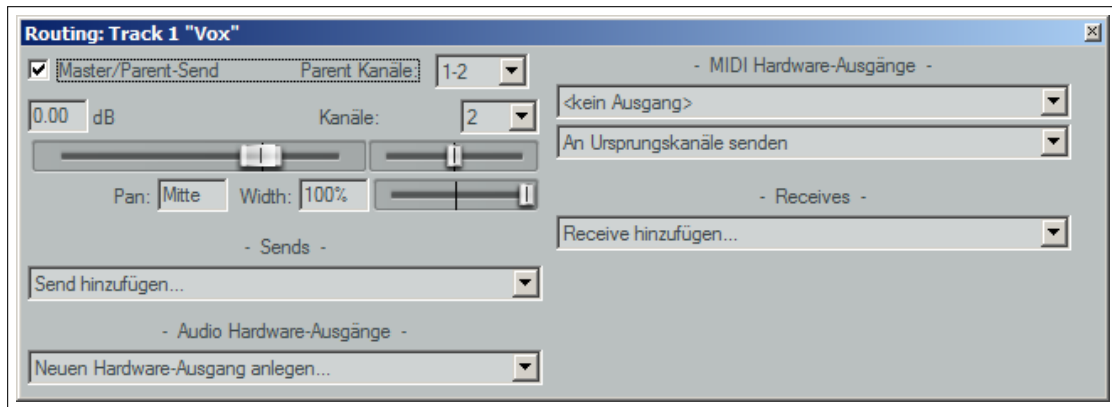 Routing: Track 1 "Vox"
Master/Parent-Send Parent Kanäle: 1-2
0.00 dB Kanäle: 2
Pan: Mitte Width: 100%
- Sends -
Send hinzufügen...
- Audio Hardware-Ausgänge -
Neuen Hardware-Ausgang anlegen...
- MIDI Hardware-Ausgänge -
<kein Ausgang>
An Ursprungskanäle senden
- Receives -
Receive hinzufügen...